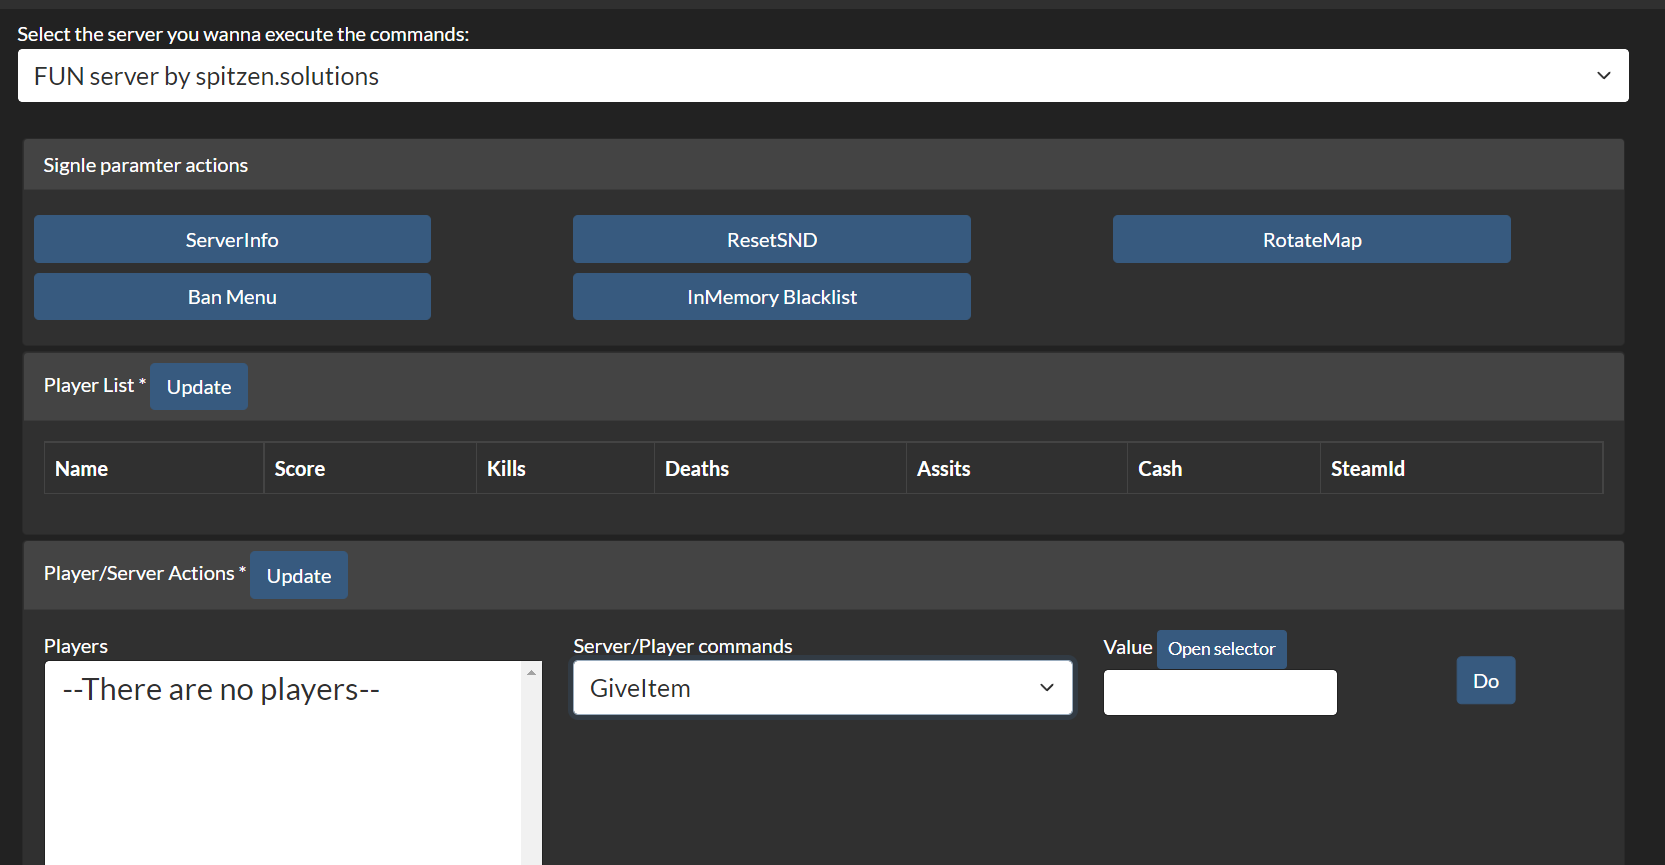 Select the server you wanna execute the commands:
FUN server by spitzen.solutions
Signle paramter actions
ServerInfo ResetSND RotateMap
Ban Menu InMemory Blacklist
Player List * Update
Name Score Kills Deaths Assits Cash SteamId
Player/Server Actions * Update
Players Server/Player commands Value Open selector
--There are no players-- GiveItem Do